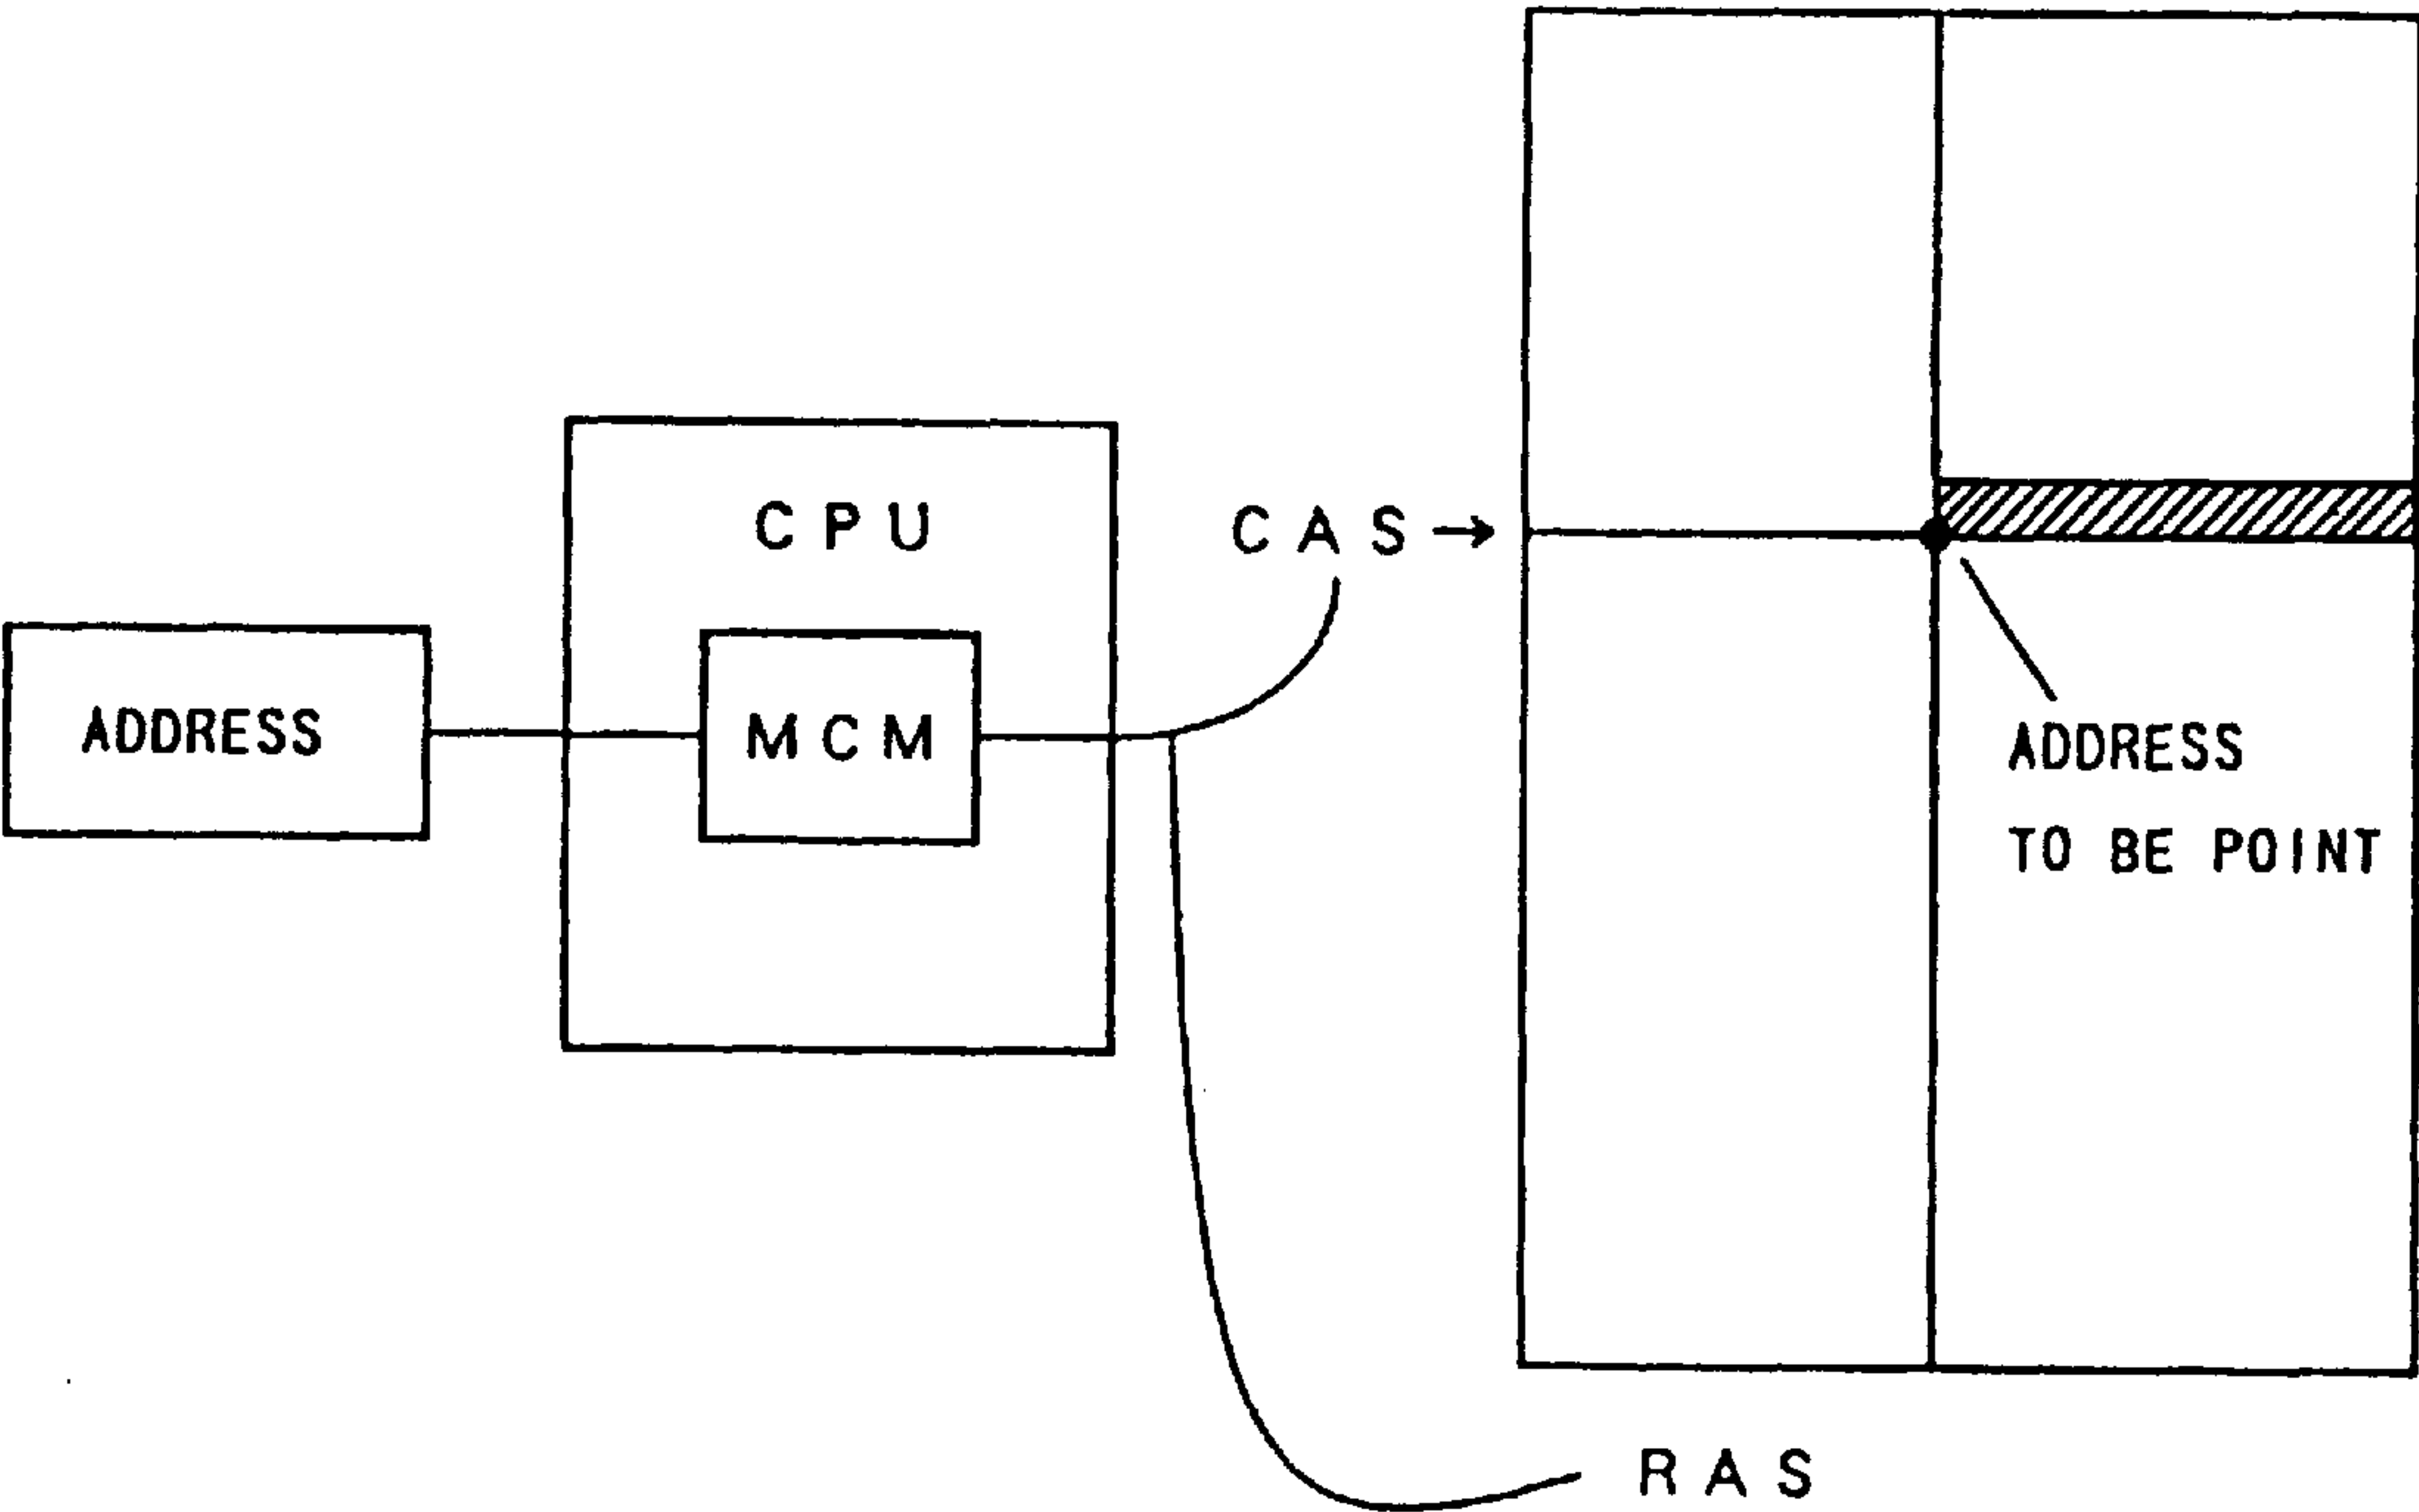 CPU
CAS →
ADDRESS
MCM
ADDRESS
TO BE POINT
RAS